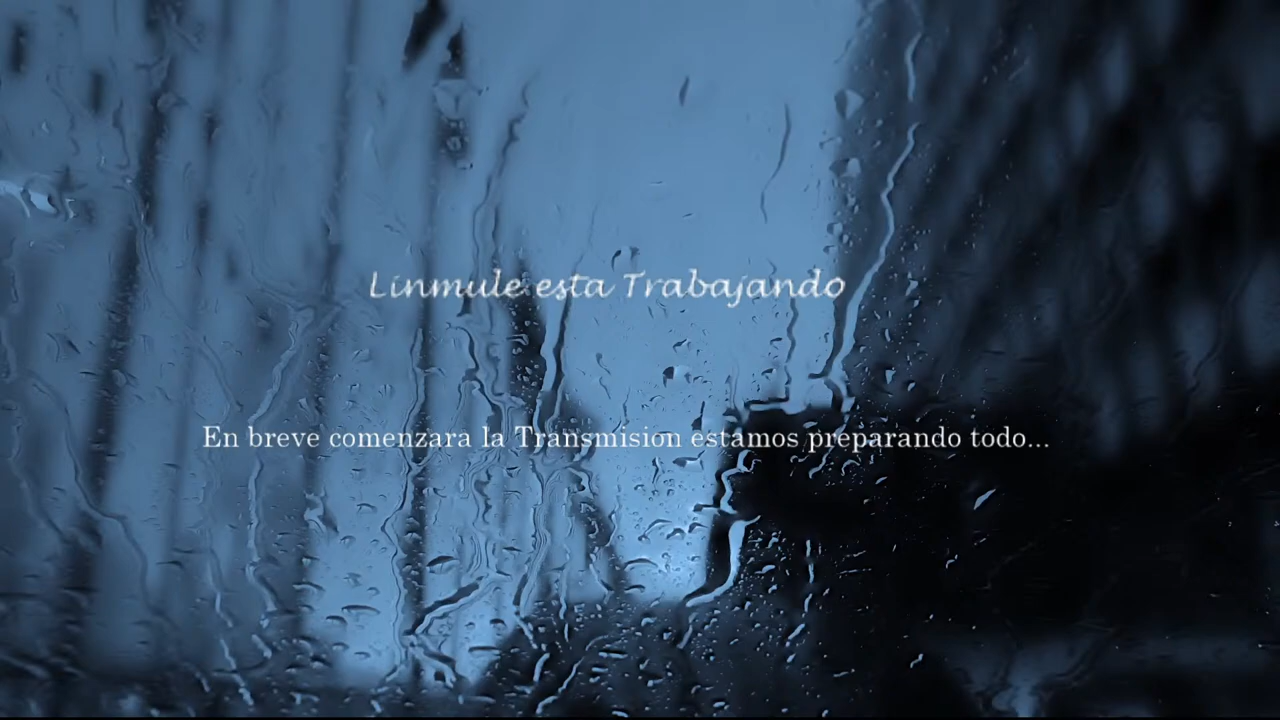 Linmule esta Trabajando
En breve comenzara la Transmision estamos preparando todo...